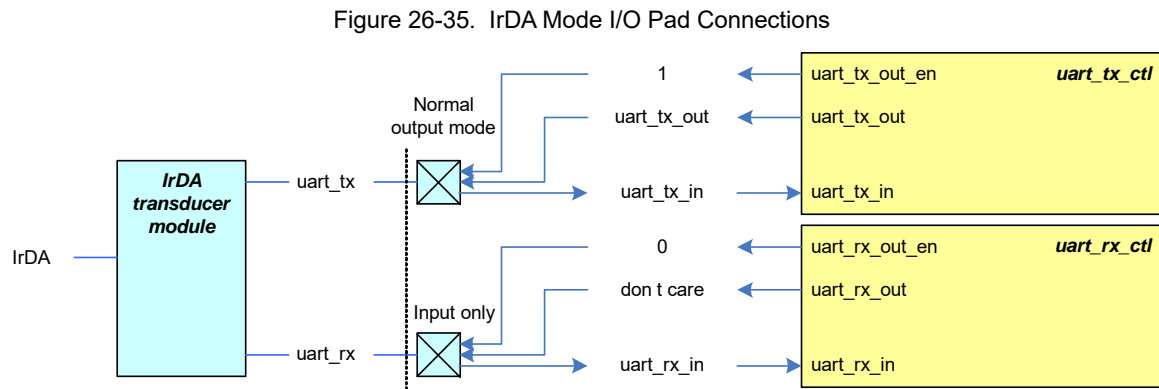 Figure 26-35. IrDA Mode I/O Pad Connections
1
uart_tx_out_en
uart_tx_ctl
Normal
output mode
uart_tx_out
uart_tx_out
IrDA
transducer
module
uart_tx
uart_tx_in
uart_tx_in
IrDA
0
uart_rx_out_en
uart_rx_ctl
don t care
uart_rx_out
Input only
uart_rx
uart_rx_in
uart_rx_in